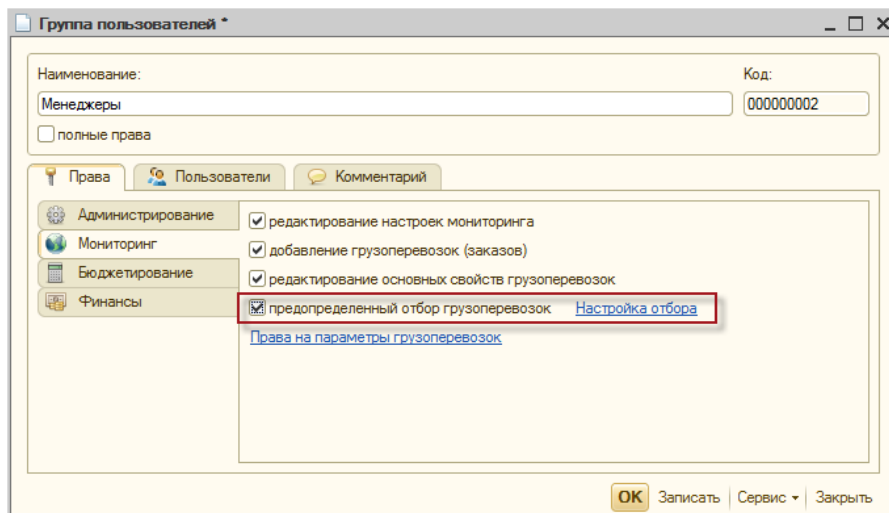 Группа пользователей *
Наименование:
Код:
Менеджеры
000000002
полные права
Права
Пользователи
Комментарий
Администрирование
Мониторинг
Бюджетирование
Финансы
редактирование настроек мониторинга
добавление грузоперевозок (заказов)
редактирование основных свойств грузоперевозок
предопределенный отбор грузоперевозок Настройка отбора
Права на параметры грузоперевозок
OK Записать Сервис Закрыть